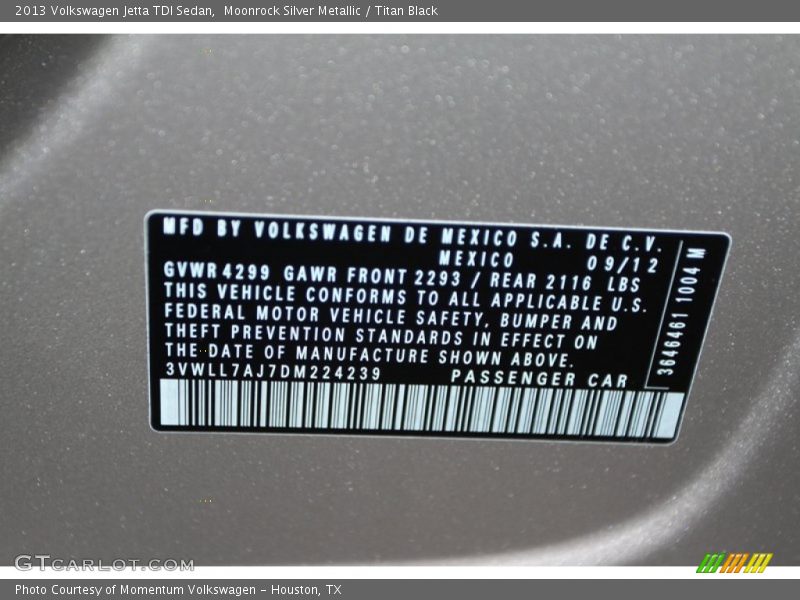 2013 Volkswagen Jetta TDI Sedan,  Moonrock Silver Metallic / Titan Black
MFD BY VOLKSWAGEN DE MEXICO S.A. DE C.V.
MEXICO 09/12
GVWR 4299 GAWR FRONT 2293 / REAR 2116 LBS
THIS VEHICLE CONFORMS TO ALL APPLICABLE U.S.
FEDERAL MOTOR VEHICLE SAFETY, BUMPER AND
THEFT PREVENTION STANDARDS IN EFFECT ON
THE DATE OF MANUFACTURE SHOWN ABOVE.
3VWLL7AJ7DM224239 PASSENGER CAR
3646461 1004 M
GTCARLOT.COM
Photo Courtesy of Momentum Volkswagen - Houston, TX